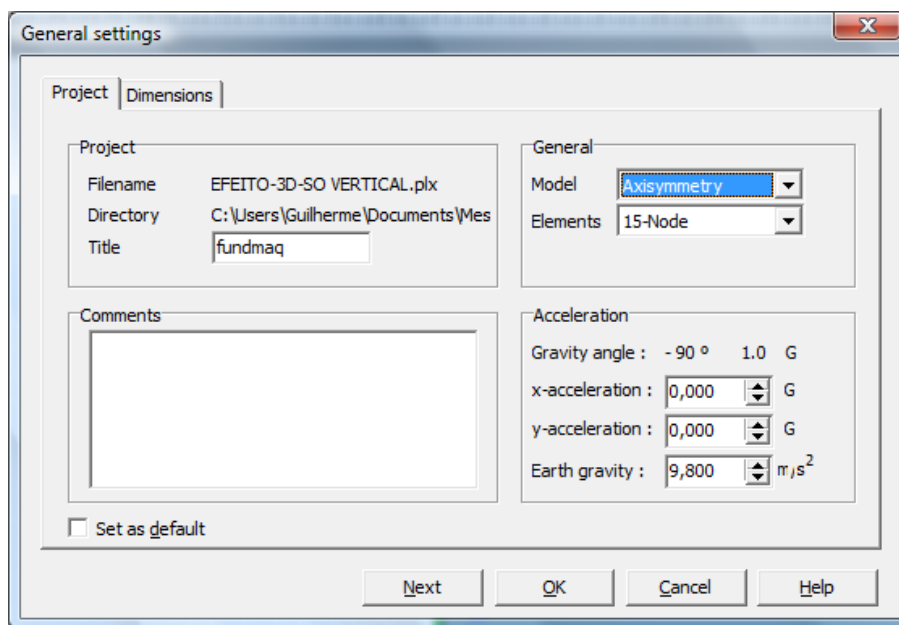 General settings
Project
Dimensions
Project
Filename EFEITO-3D-SO VERTICAL.plx
Directory C:\Users\Guilherme\Documents\Mes
Title fundmaq
General
Model Axisymmetry
Elements 15-Node
Comments
Acceleration
Gravity angle : - 90 º 1.0 G
x-acceleration : 0,000 G
y-acceleration : 0,000 G
Earth gravity : 9,800 m/s²
Set as default
Next
OK
Cancel
Help